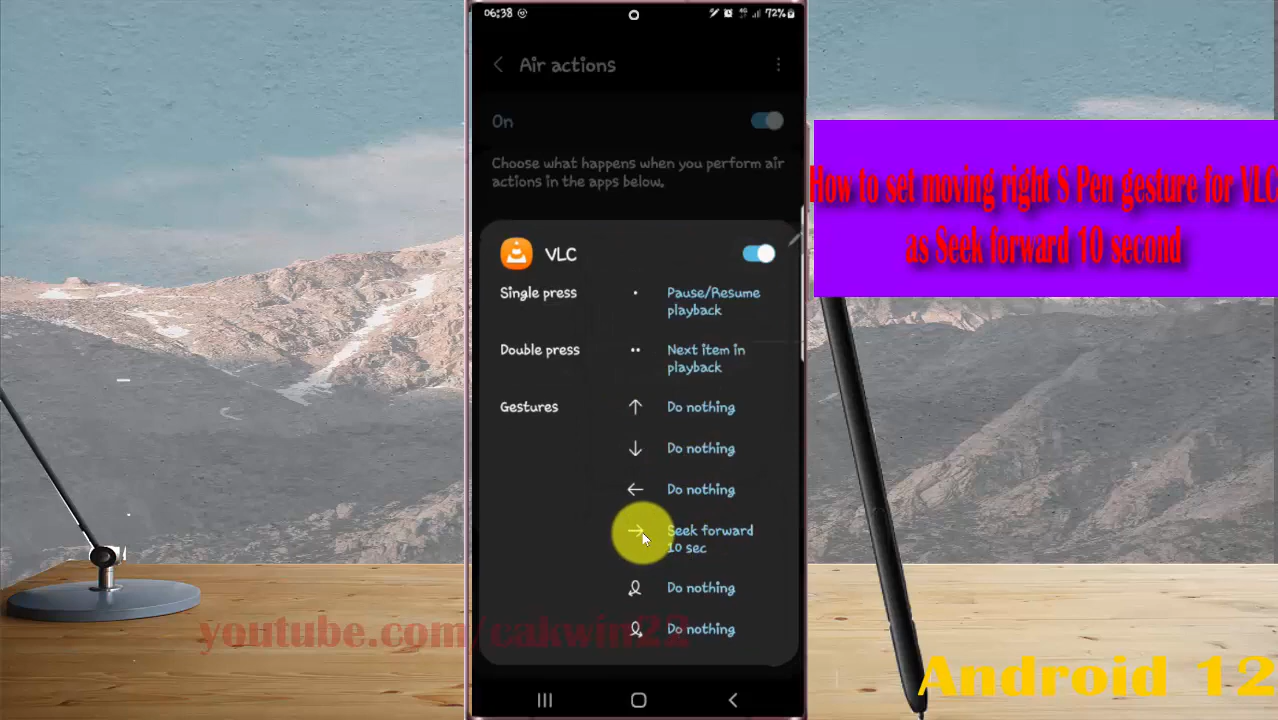 06:38
72%
Air actions
On
Choose what happens when you perform air
actions in the apps below.
VLC
Single press
Pause/Resume
playback
Double press
Next item in
playback
Gestures
Do nothing
Do nothing
Do nothing
Seek forward
10 sec
Do nothing
Do nothing
How to set moving right S Pen gesture for VLC
as Seek forward 10 second
youtube.com/cakwin22
Android 12